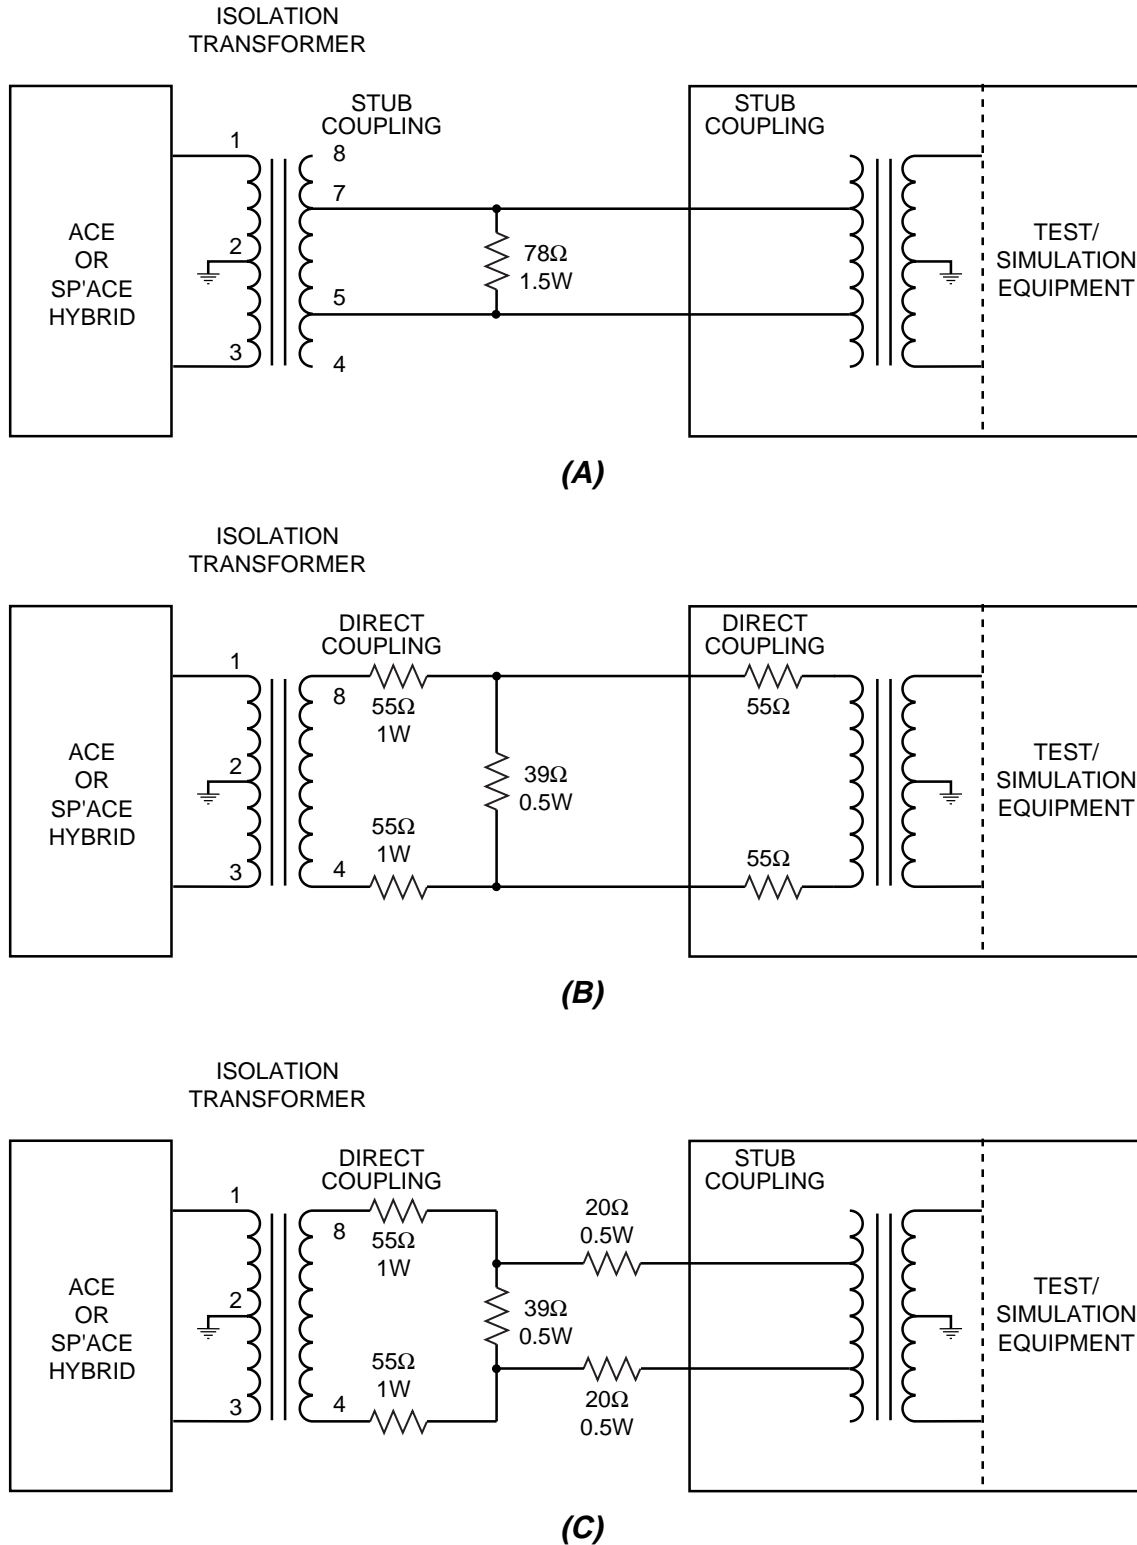 ISOLATION
TRANSFORMER
STUB
COUPLING
STUB
COUPLING
1
8
7
ACE
OR
SP'ACE
HYBRID
2
78Ω
1.5W
TEST/
SIMULATION
EQUIPMENT
5
3
4
(A)
ISOLATION
TRANSFORMER
DIRECT
COUPLING
DIRECT
COUPLING
1
8
55Ω
1W
55Ω
ACE
OR
SP'ACE
HYBRID
2
39Ω
0.5W
TEST/
SIMULATION
EQUIPMENT
55Ω
1W
55Ω
3
4
(B)
ISOLATION
TRANSFORMER
DIRECT
COUPLING
STUB
COUPLING
1
8
55Ω
1W
20Ω
0.5W
ACE
OR
SP'ACE
HYBRID
2
39Ω
0.5W
TEST/
SIMULATION
EQUIPMENT
55Ω
1W
20Ω
0.5W
3
4
(C)